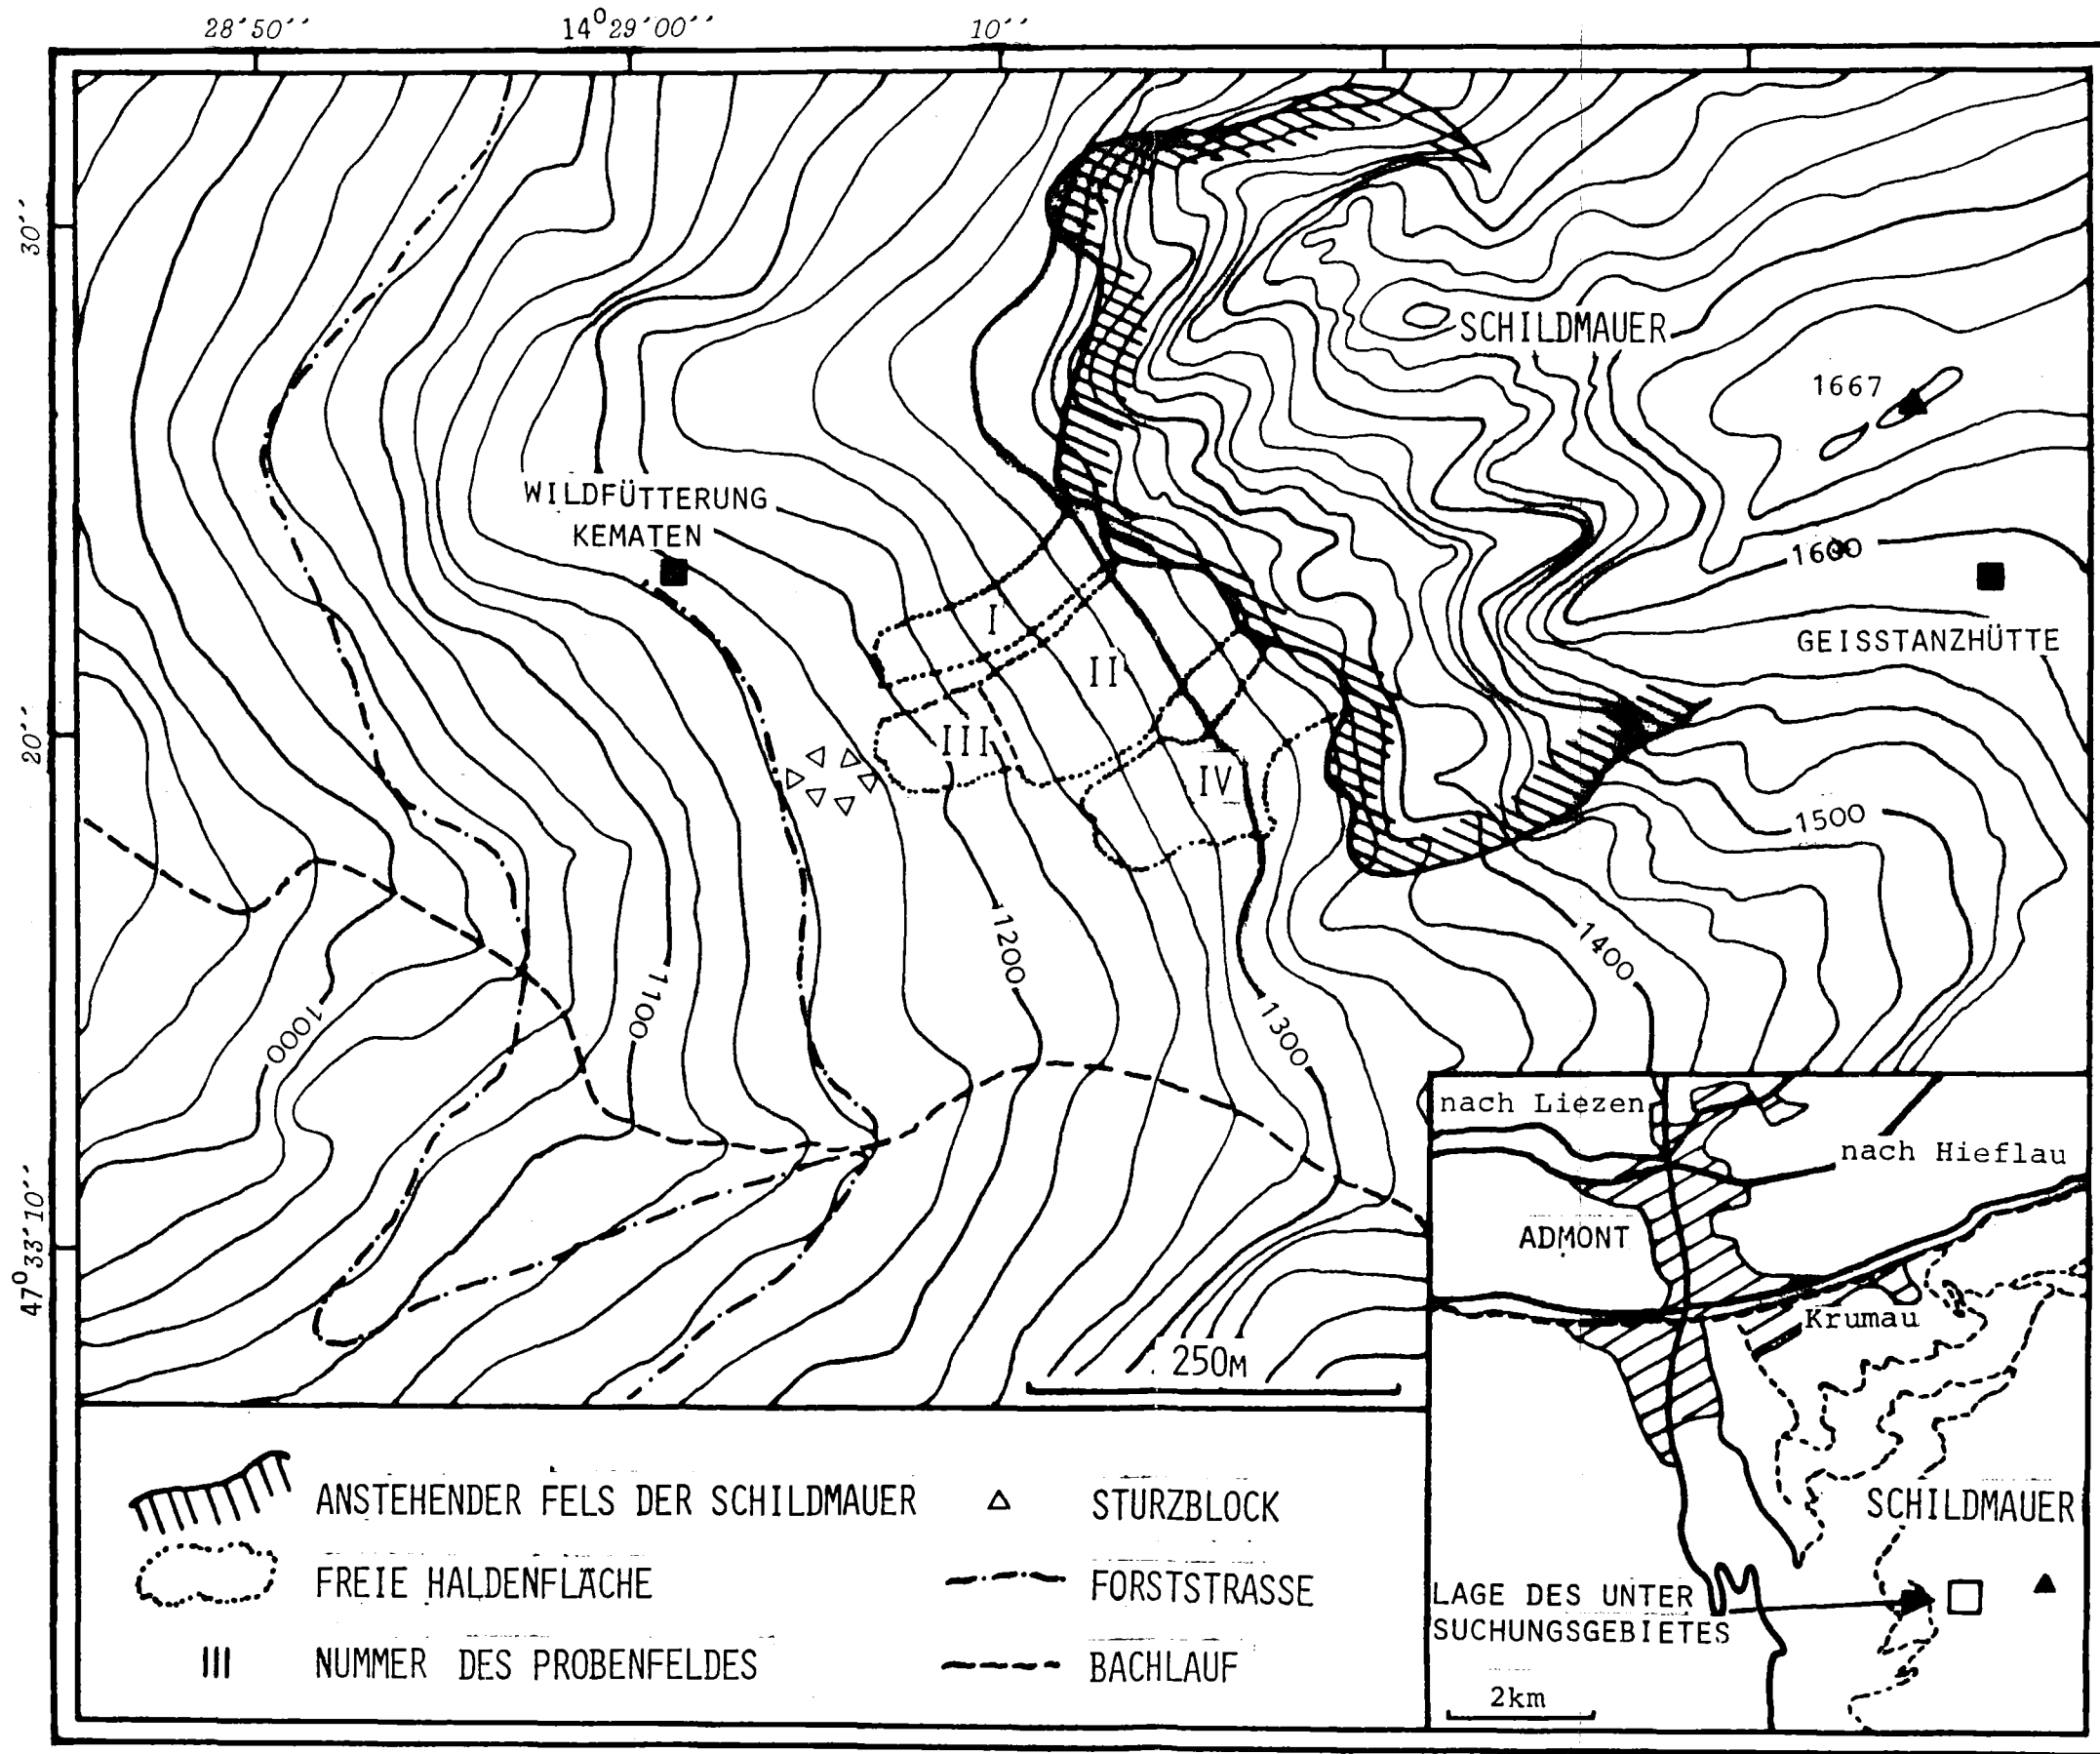 28'50''
14°29'00''
10''
30''
SCHILDMAUER
1667
WILDFÜTTERUNG
KEMATEN
1600
I
GEISSTANZHÜTTE
II
20''
III
IV
1500
1200
1400
1100
1000
1300
nach Liezen
nach Hieflau
47°33'10''
ADMONT
Krumau
250M
ANSTEHENDER FELS DER SCHILDMAUER
STURZBLOCK
SCHILDMAUER
FREIE HALDENFLÄCHE
FORSTSTRASSE
LAGE DES UNTER
SUCHUNGSGEBIETES
III
NUMMER DES PROBENFELDES
BACHLAUF
2km